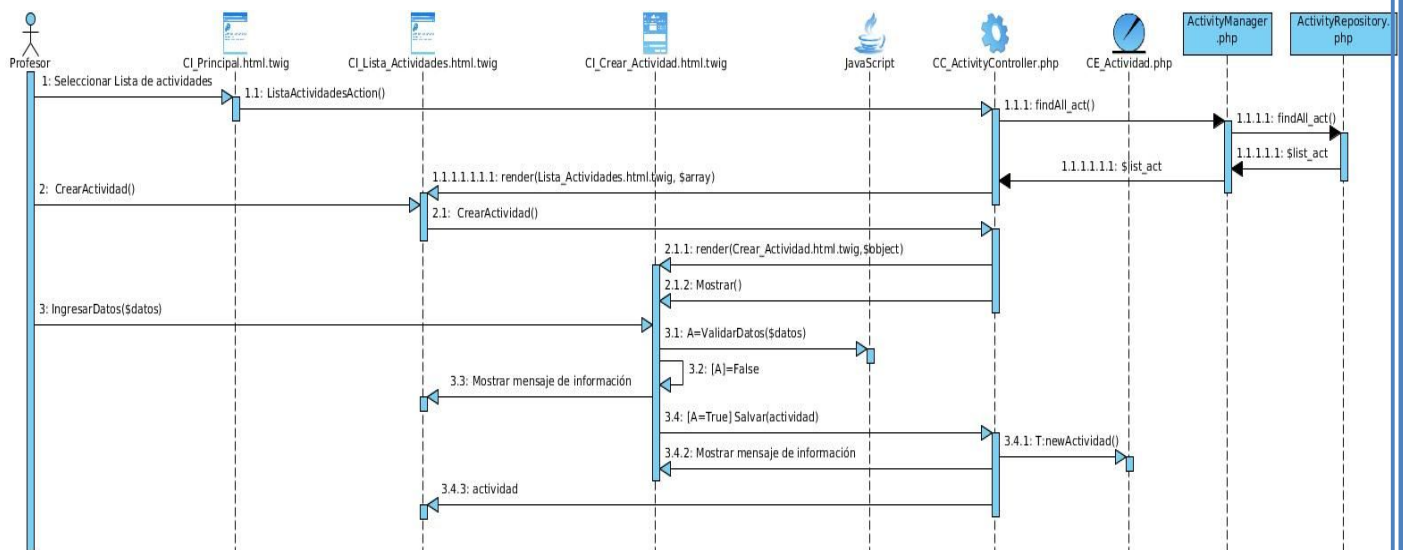 ActivityManager
.php
ActivityRepository.
php
Profesor
CI_Principal.html.twig
CI_Lista_Actividades.html.twig
CI_Crear_Actividad.html.twig
JavaScript
CC_ActivityController.php
CE_Actividad.php
1: Seleccionar Lista de actividades
1.1: ListaActividadesAction()
1.1.1: findAll_act()
1.1.1.1: findAll_act()
1.1.1.1.1: $list_act
1.1.1.1.1.1: $list_act
1.1.1.1.1.1.1: render(Lista_Actividades.html.twig, $array)
2: CrearActividad()
2.1: CrearActividad()
2.1.1: render(Crear_Actividad.html.twig,$object)
2.1.2: Mostrar()
3: IngresarDatos($datos)
3.1: A=ValidarDatos($datos)
3.2: [A]=False
3.3: Mostrar mensaje de información
3.4: [A=True] Salvar(actividad)
3.4.1: T:newActividad()
3.4.2: Mostrar mensaje de información
3.4.3: actividad